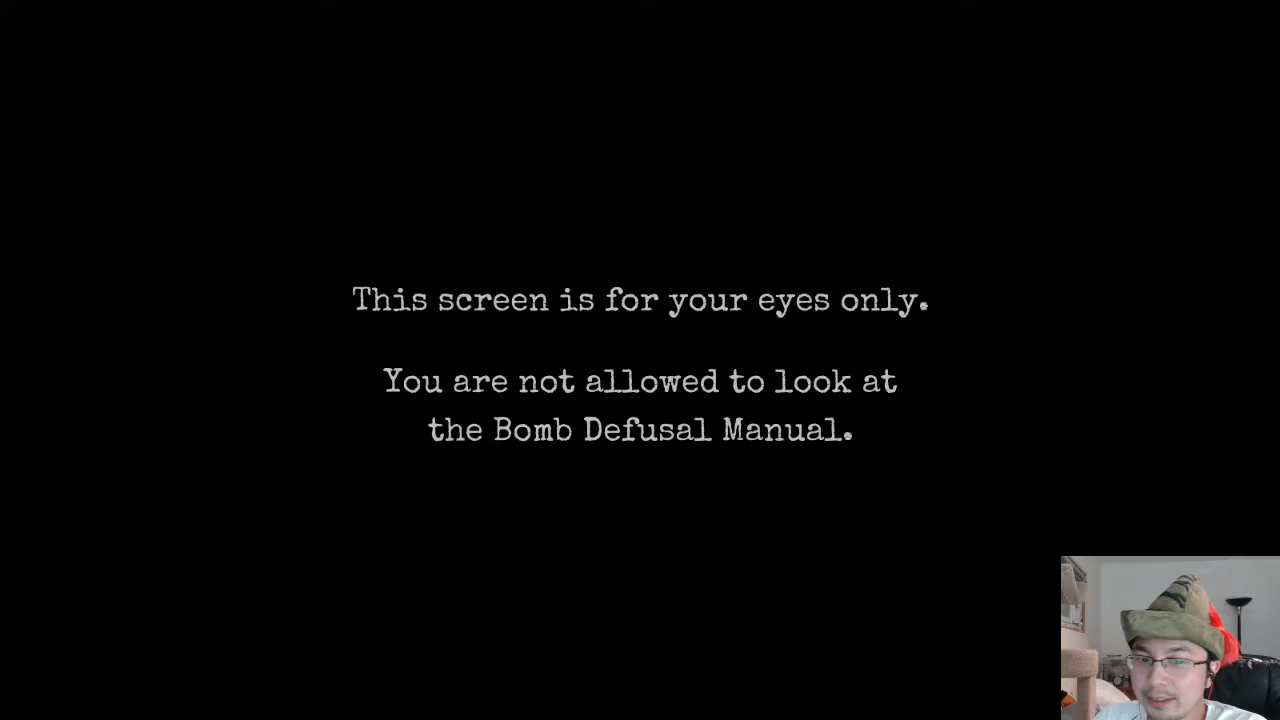 This screen is for your eyes only.
You are not allowed to look at
the Bomb Defusal Manual.